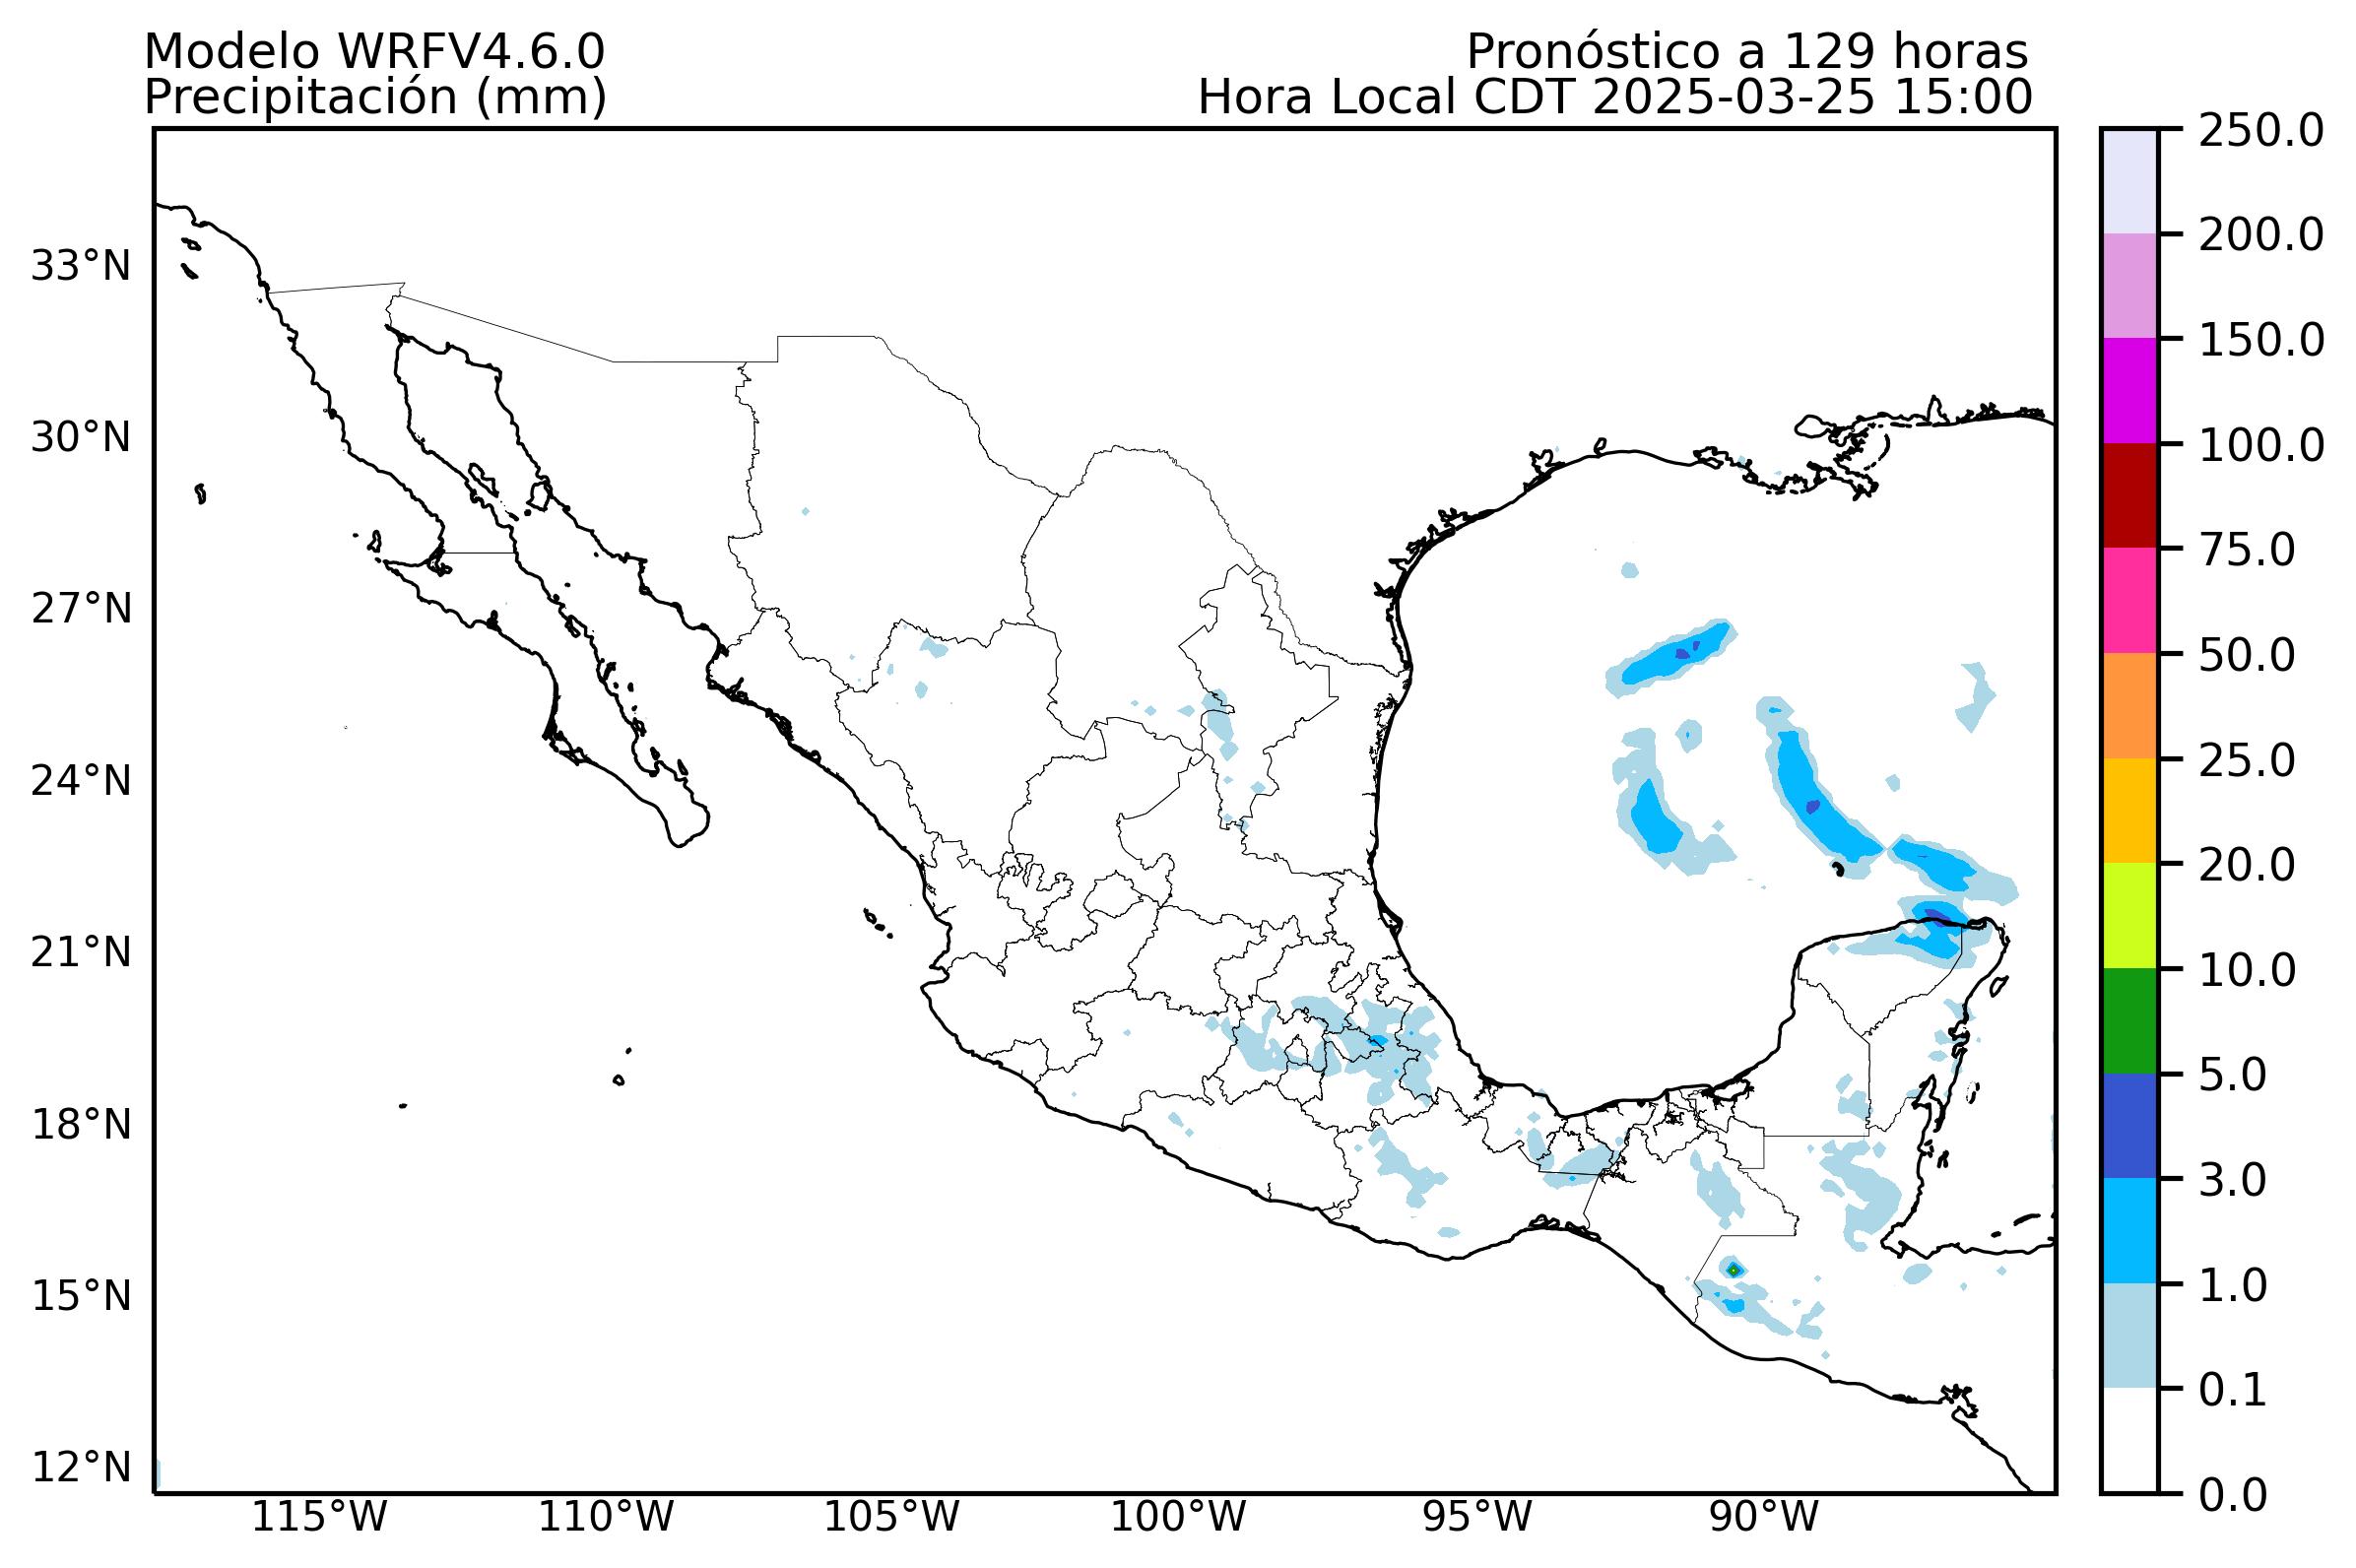 Modelo WRFV4.6.0
Pronóstico a 129 horas
Precipitación (mm)
Hora Local CDT 2025-03-25 15:00
33°N
30°N
27°N
24°N
21°N
18°N
15°N
12°N
115°W
110°W
105°W
100°W
95°W
90°W
250.0
200.0
150.0
100.0
75.0
50.0
25.0
20.0
10.0
5.0
3.0
1.0
0.1
0.0